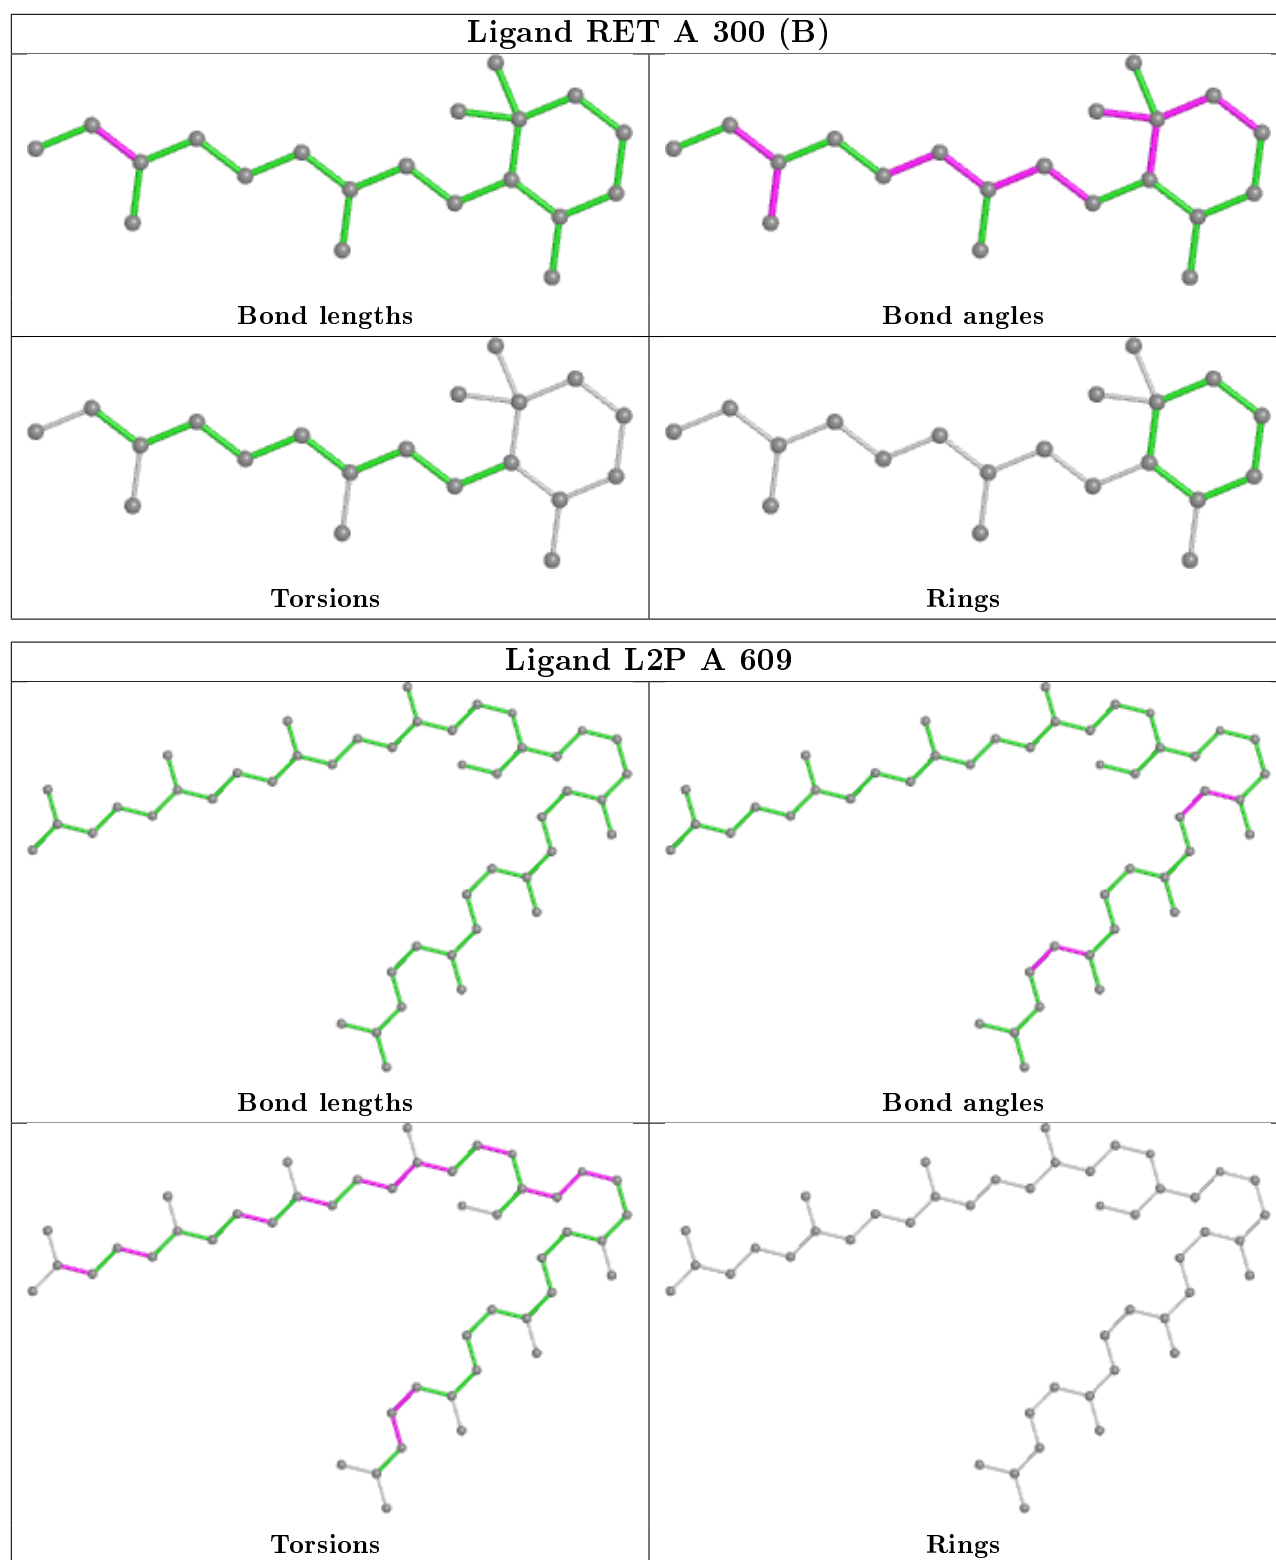 Ligand RET A 300 (B)
Bond lengths
Bond angles
Torsions
Rings
Ligand L2P A 609
Bond lengths
Bond angles
Torsions
Rings